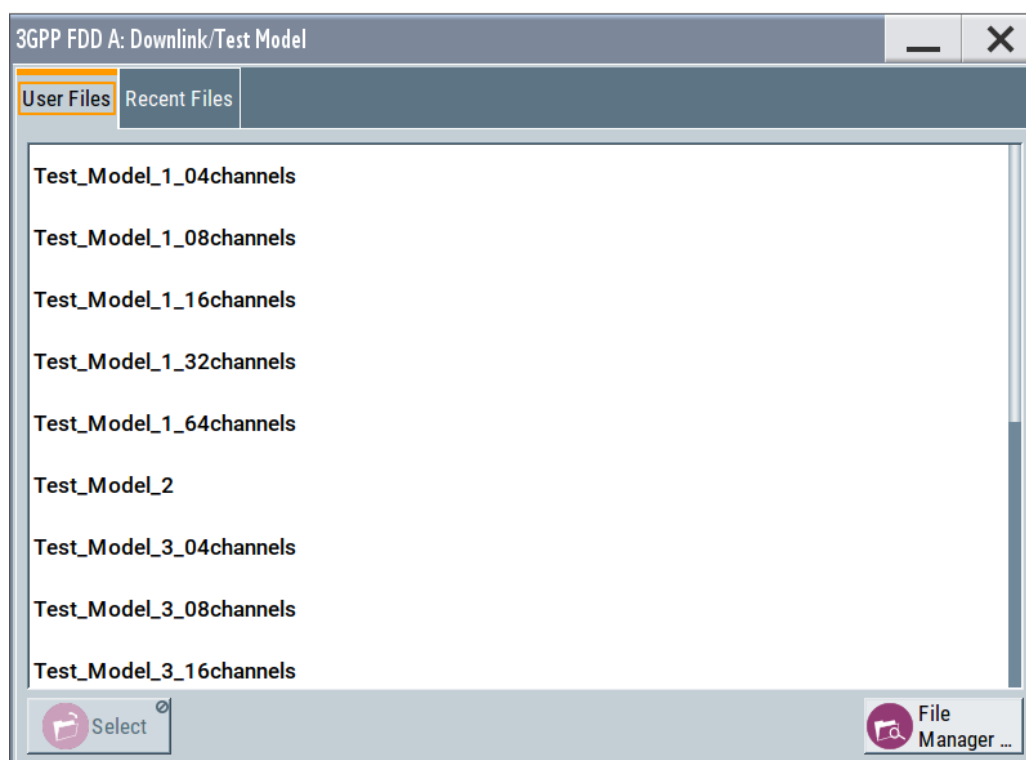 3GPP FDD A: Downlink/Test Model
User Files Recent Files
Test_Model_1_04channels
Test_Model_1_08channels
Test_Model_1_16channels
Test_Model_1_32channels
Test_Model_1_64channels
Test_Model_2
Test_Model_3_04channels
Test_Model_3_08channels
Test_Model_3_16channels
Select
File
Manager ...